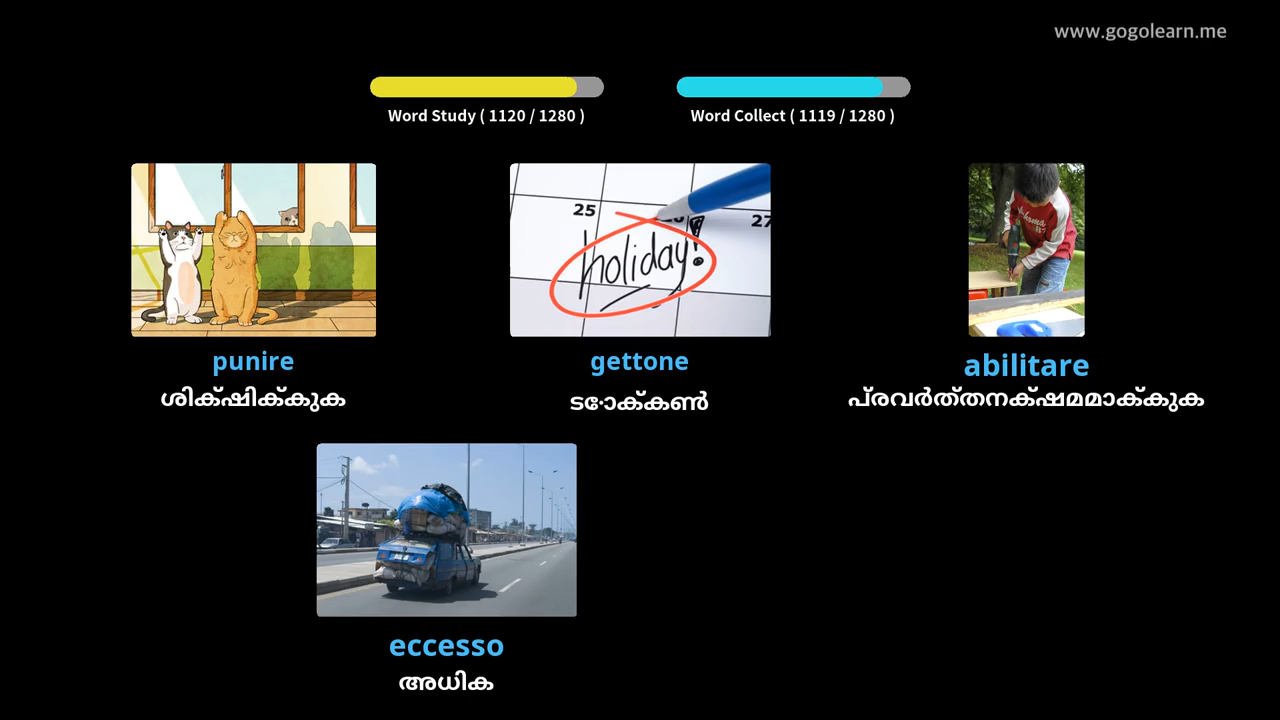 www.gogolearn.me
Word Study ( 1120 / 1280 )
Word Collect ( 1119 / 1280 )
25
27
holiday!
punire
ശിക്ഷിക്കുക
gettone
ടോക്കൺ
abilitare
പ്രവർത്തനക്ഷമമാക്കുക
eccesso
അധിക